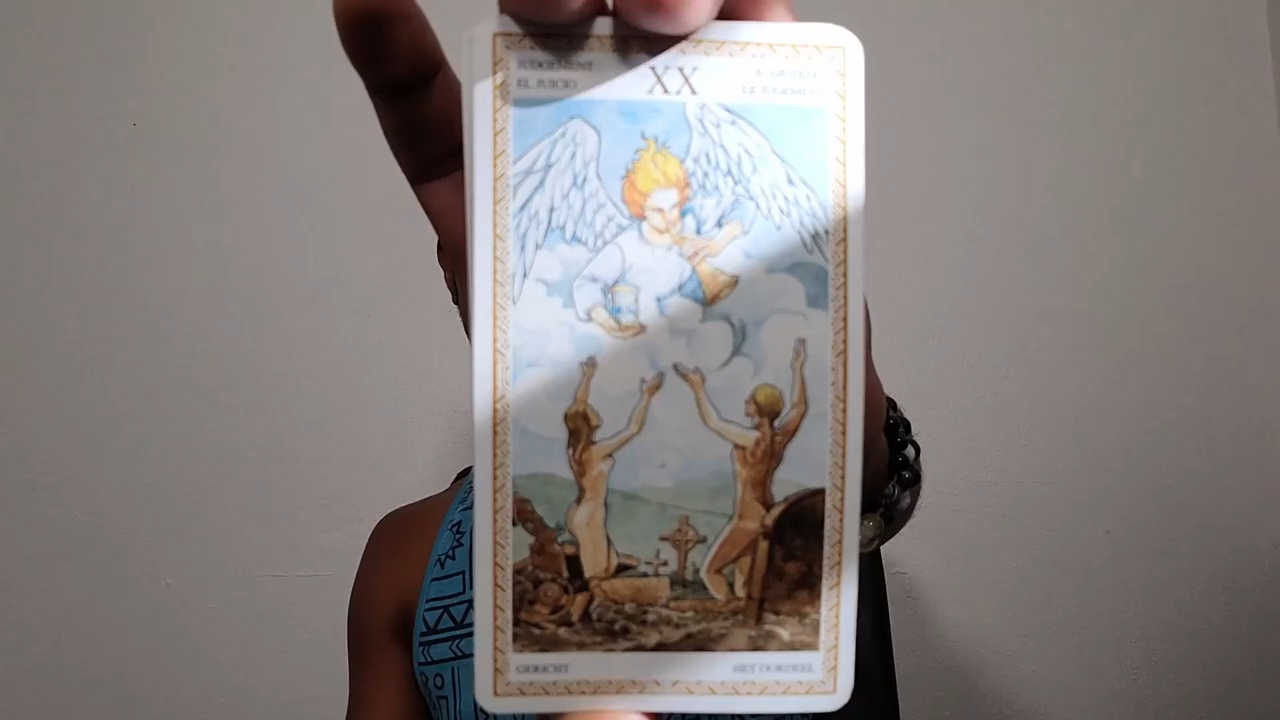 JUDGEMENT
EL JUICIO
XX
GERICHT
HET OORDEEL